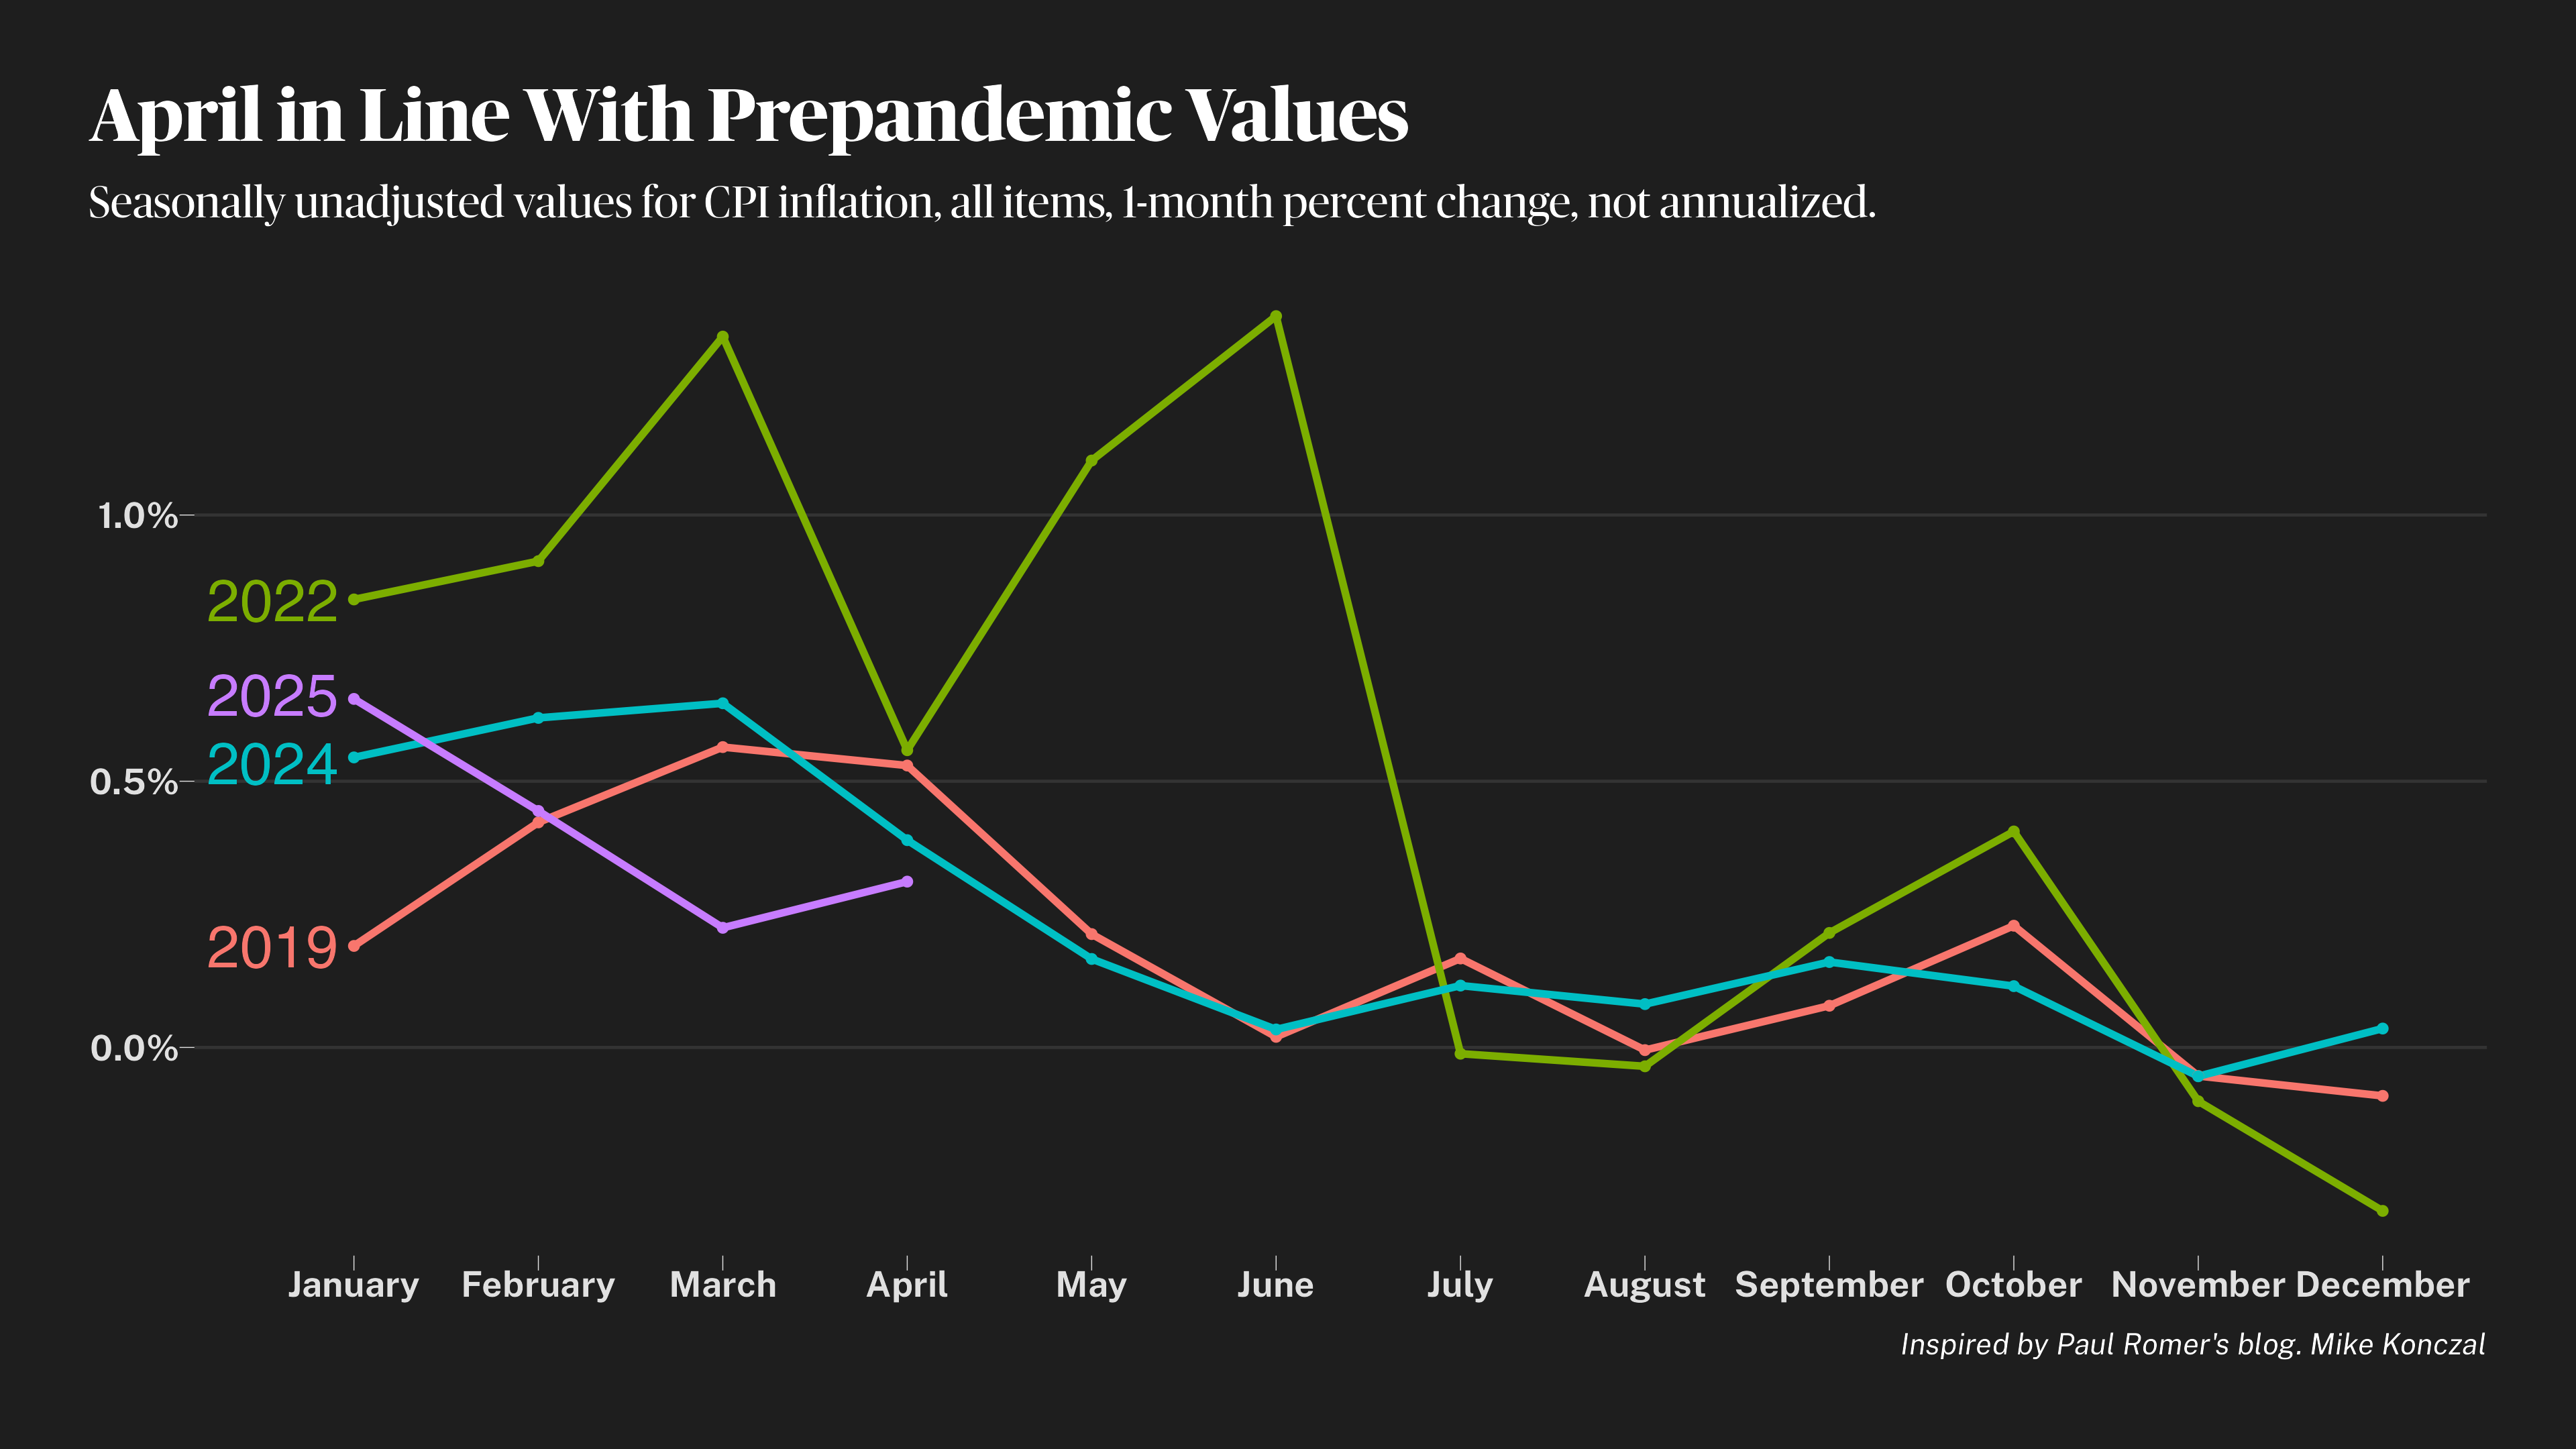 April in Line With Prepandemic Values
Seasonally unadjusted values for CPI inflation, all items, 1-month percent change, not annualized.
1.0%
2022
2025
2024
0.5%
2019
0.0%
January February March April May June July August September October November December
Inspired by Paul Romer's blog. Mike Konczal